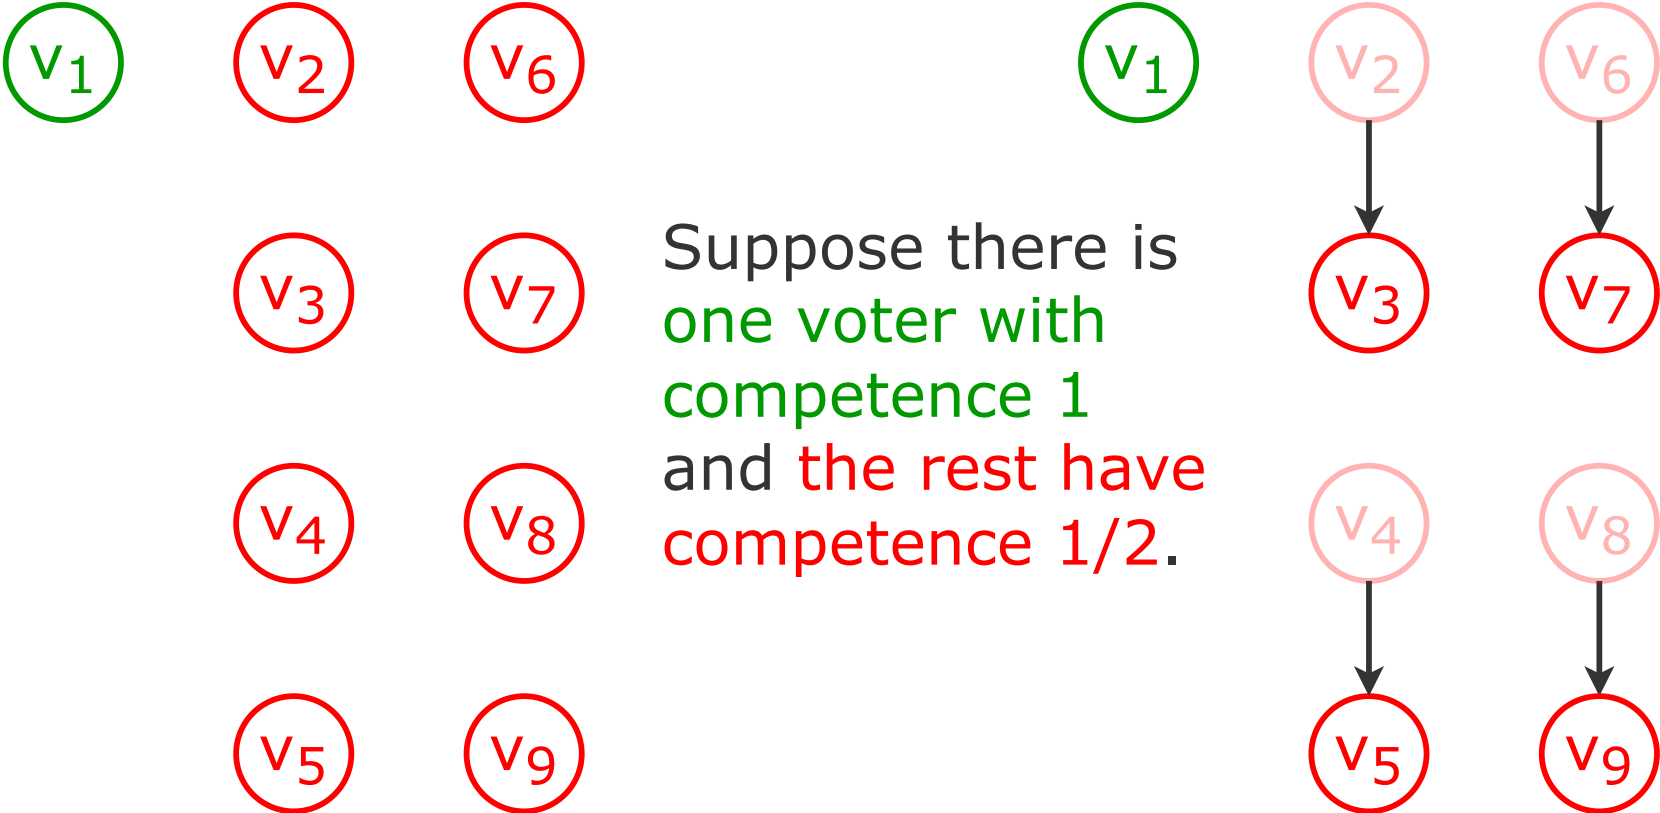 v1 v2 v6 v1 v2 v6
v3 v7 Suppose there is v3 v7
one voter with
competence 1
and the rest have
v4 v8 competence 1/2. v4 v8
v5 v9 v5 v9